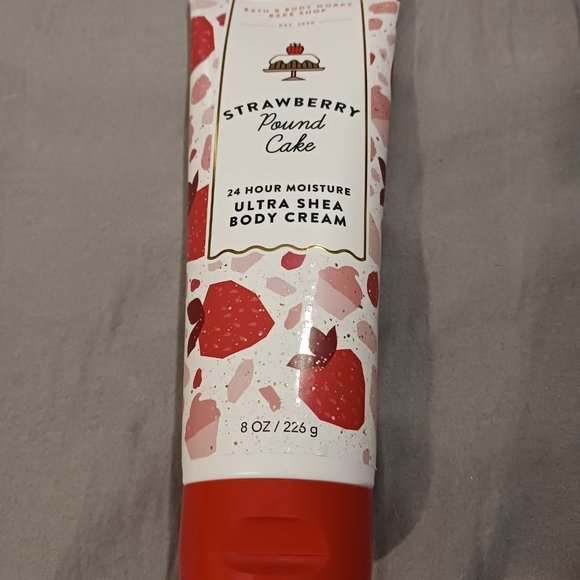 BATH & BODY WORKS
BAKE SHOP
EST. 1990
STRAWBERRY
Pound
Cake
24 HOUR MOISTURE
ULTRA SHEA
BODY CREAM
8 OZ / 226 g